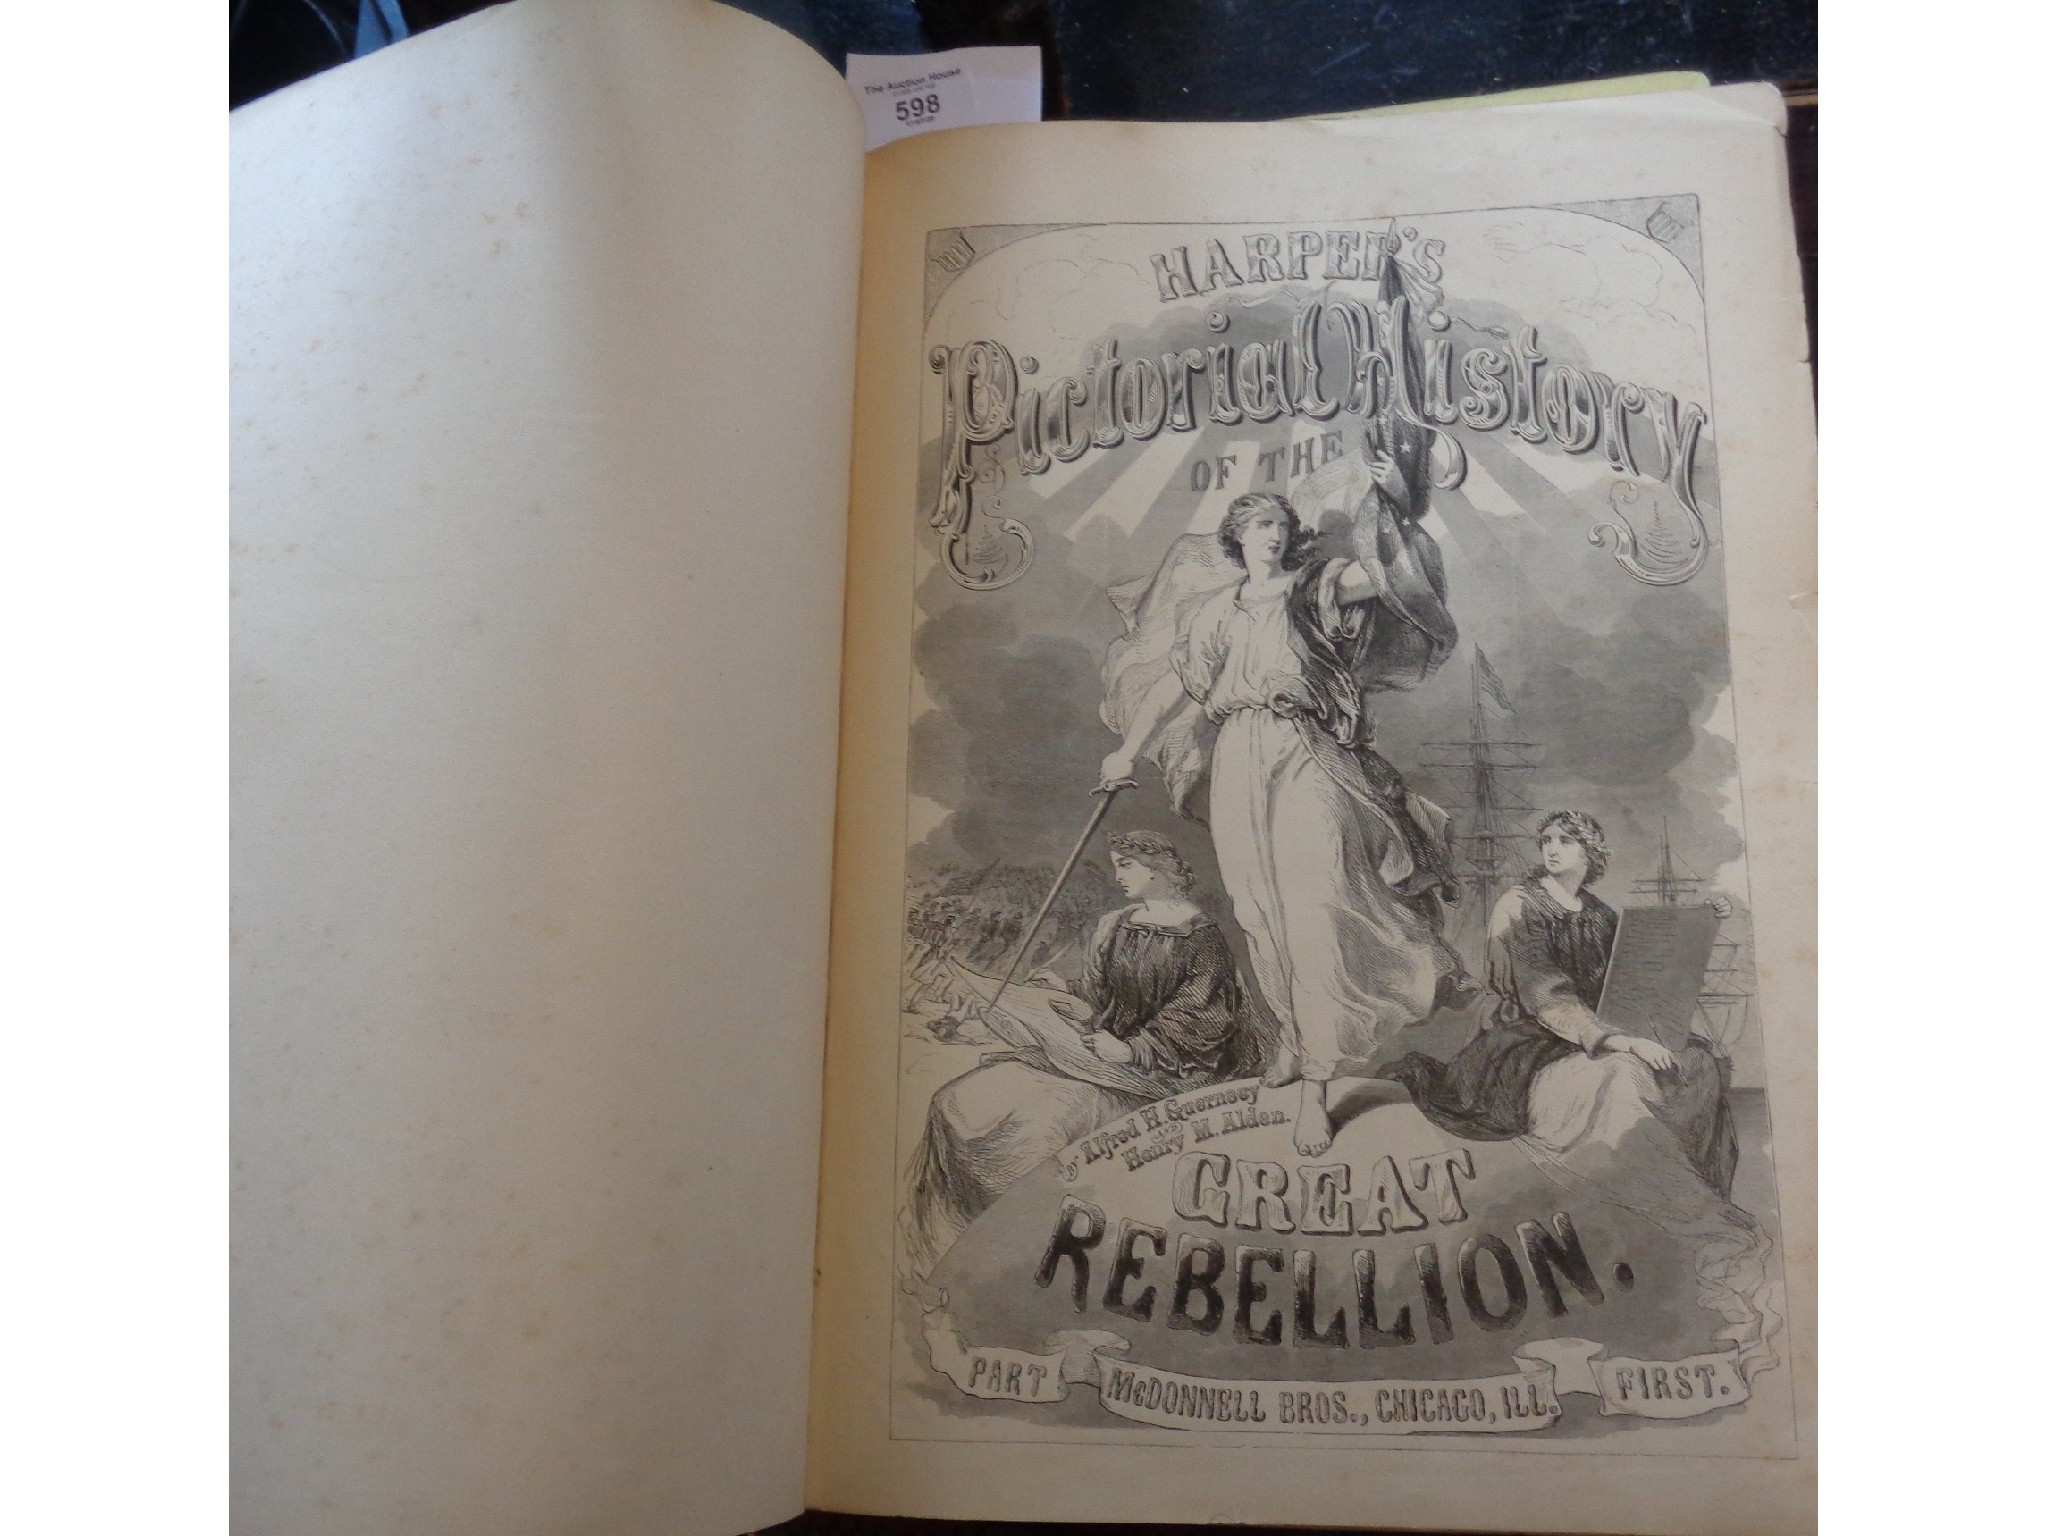 The Auction House
598
HARPER'S
Pictorial History
OF THE
By Alfred H. Guernsey
and
Henry M. Alden.
GREAT
REBELLION.
PART McDONNELL BROS., CHICAGO, ILL. FIRST.